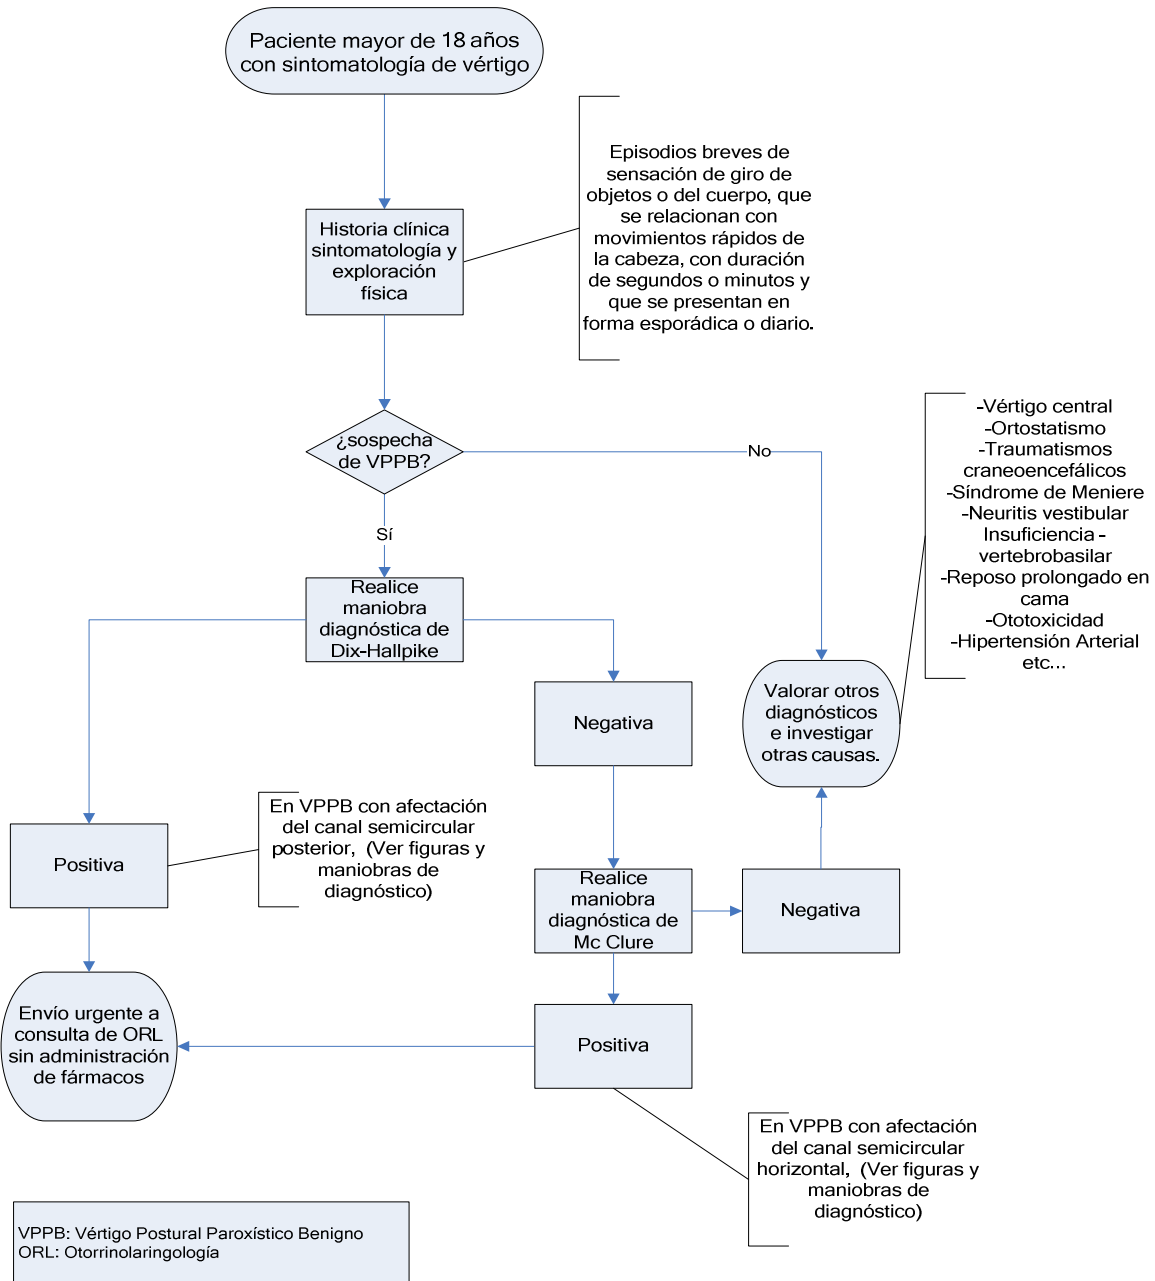 Paciente mayor de 18 años
con sintomatología de vértigo
Episodios breves de
sensación de giro de
objetos o del cuerpo, que
se relacionan con
movimientos rápidos de
la cabeza, con duración
de segundos o minutos y
que se presentan en
forma esporádica o diario.
Historia clínica
sintomatología y
exploración
física
¿sospecha
de VPPB?
No
-Vértigo central
-Ortostatismo
-Traumatismos
craneoencefálicos
-Síndrome de Meniere
-Neuritis vestibular
Insuficiencia -
vertebrobasilar
-Reposo prolongado en
cama
-Ototoxicidad
-Hipertensión Arterial
etc...
Sí
Realice
maniobra
diagnóstica de
Dix-Hallpike
Negativa
Valorar otros
diagnósticos
e investigar
otras causas.
Positiva
En VPPB con afectación
del canal semicircular
posterior, (Ver figuras y
maniobras de
diagnóstico)
Realice
maniobra
diagnóstica de
Mc Clure
Negativa
Envío urgente a
consulta de ORL
sin administración
de fármacos
Positiva
En VPPB con afectación
del canal semicircular
horizontal, (Ver figuras y
maniobras de
diagnóstico)
VPPB: Vértigo Postural Paroxístico Benigno
ORL: Otorrinolaringología